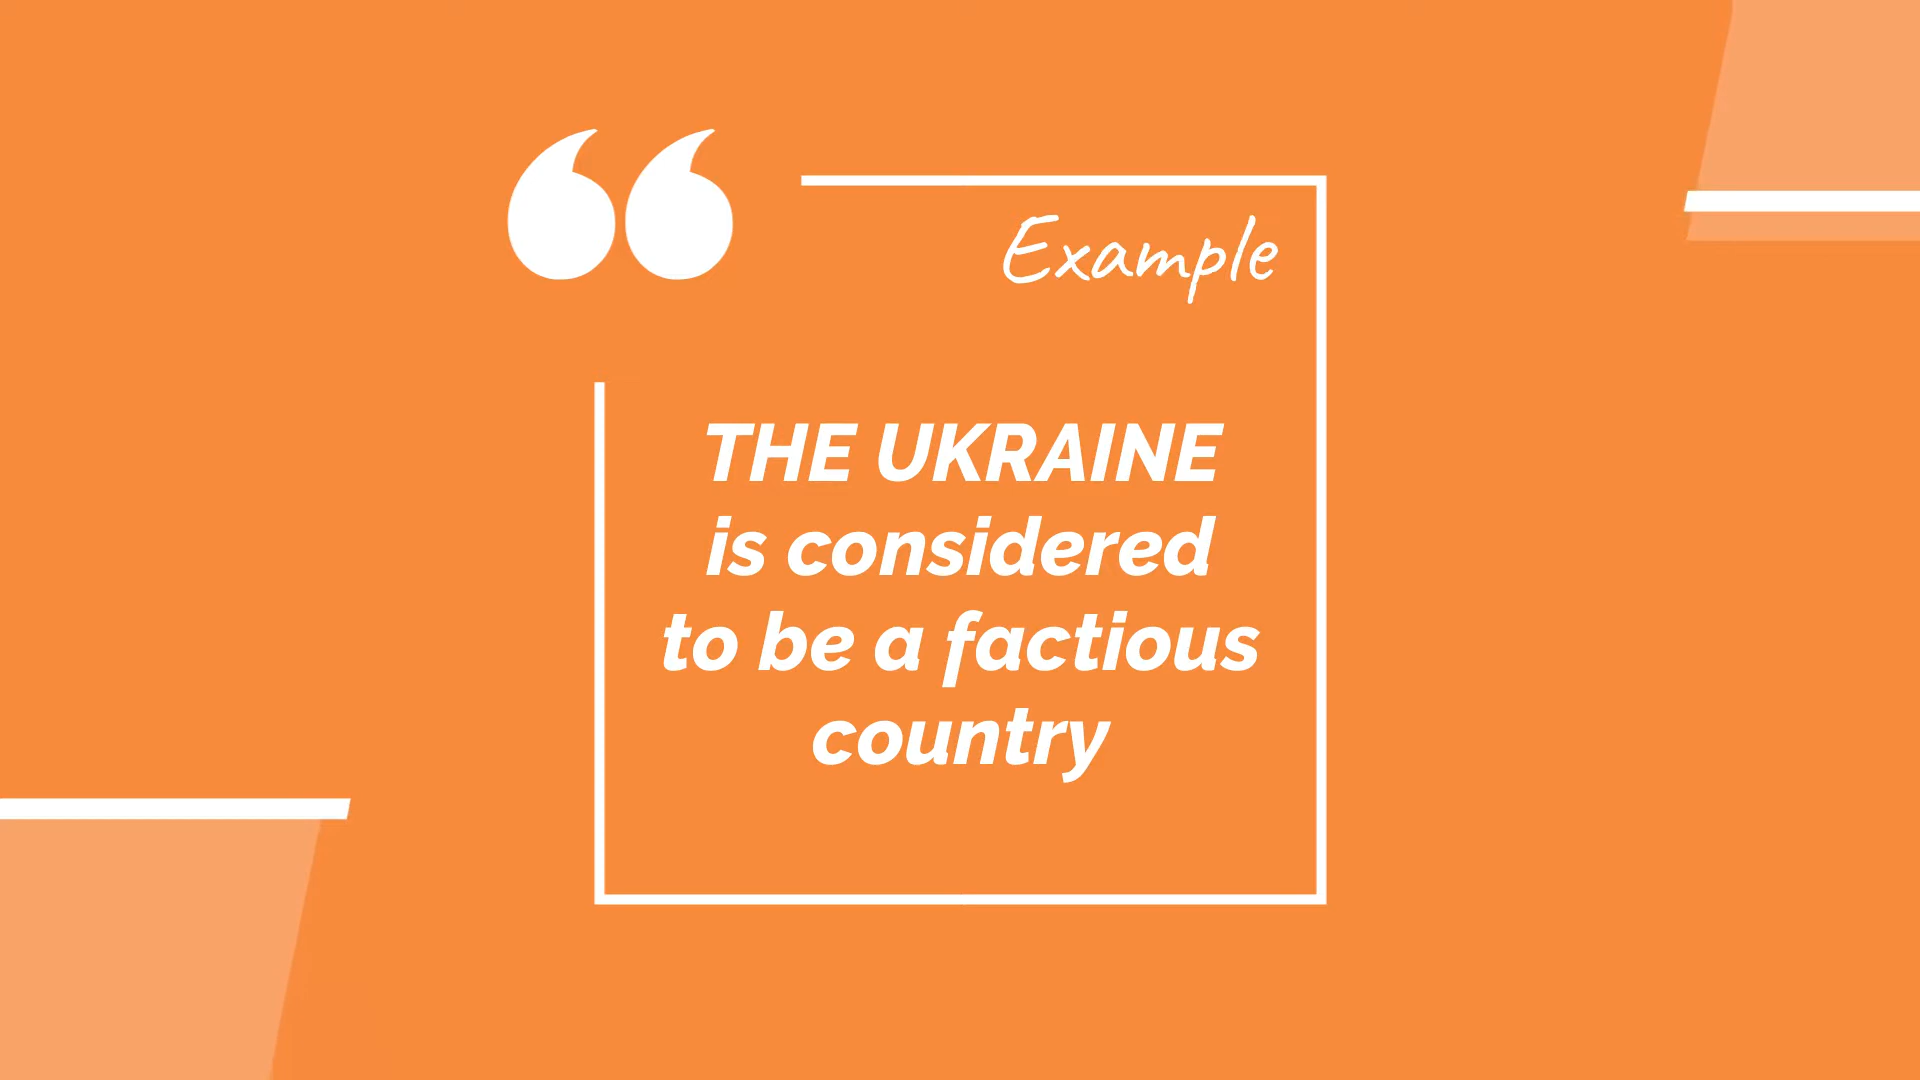 Example
THE UKRAINE
is considered
to be a factious
country